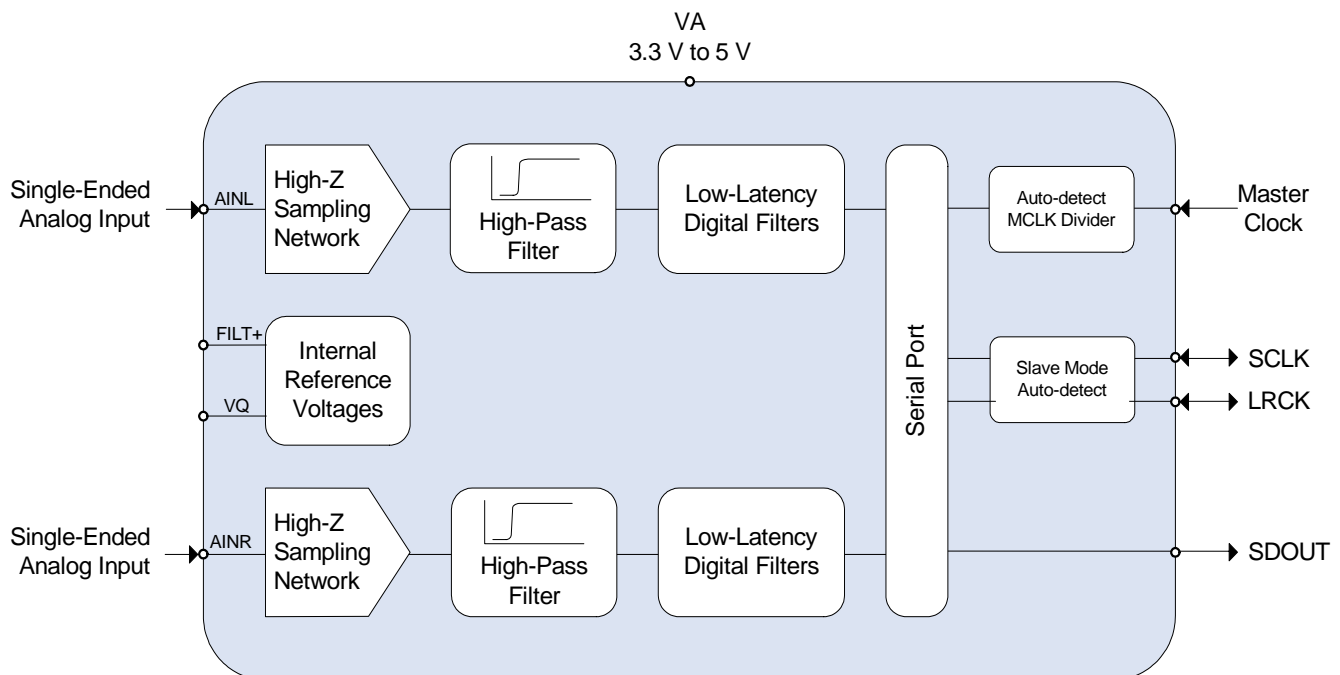 VA
3.3 V to 5 V
Single-Ended
Analog Input
AINL
High-Z
Sampling
Network
High-Pass
Filter
Low-Latency
Digital Filters
Auto-detect
MCLK Divider
Master
Clock
FILT+
VQ
Internal
Reference
Voltages
Serial Port
Slave Mode
Auto-detect
SCLK
LRCK
Single-Ended
Analog Input
AINR
High-Z
Sampling
Network
High-Pass
Filter
Low-Latency
Digital Filters
SDOUT